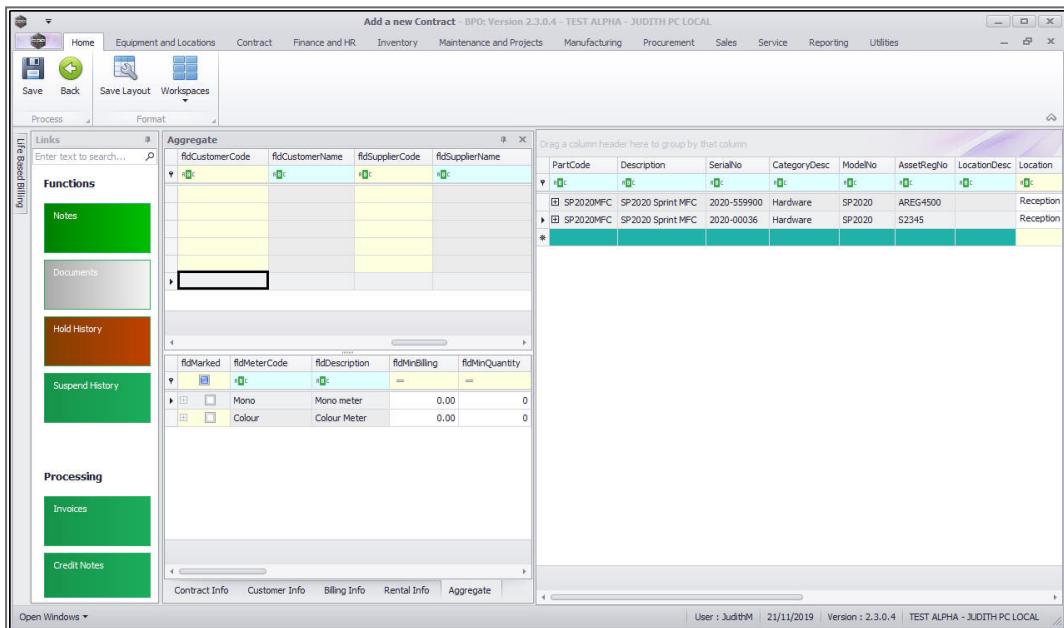 Add a new Contract - BPO: Version 2.3.0.4 - TEST ALPHA - JUDITH PC LOCAL
Home Equipment and Locations Contract Finance and HR Inventory Maintenance and Projects Manufacturing Procurement Sales Service Reporting Utilities
Save Back Save Layout Workspaces
Process Format
Life Based Billing
Links
Enter text to search...
Functions
Notes
Documents
Hold History
Suspend History
Processing
Invoices
Credit Notes
Aggregate
fldCustomerCode fldCustomerName fldSupplierCode fldSupplierName
fldMarked fldMeterCode fldDescription fldMinBilling fldMinQuantity
Mono Mono meter 0.00 0
Colour Colour Meter 0.00 0
Contract Info Customer Info Billing Info Rental Info Aggregate
Drag a column header here to group by that column
PartCode Description SerialNo CategoryDesc ModelNo AssetRegNo LocationDesc Location
SP2020MFC SP2020 Sprint MFC 2020-559900 Hardware SP2020 AREG4500 Reception
SP2020MFC SP2020 Sprint MFC 2020-00036 Hardware SP2020 S2345 Reception
Open Windows User : JudithM 21/11/2019 Version : 2.3.0.4 TEST ALPHA - JUDITH PC LOCAL